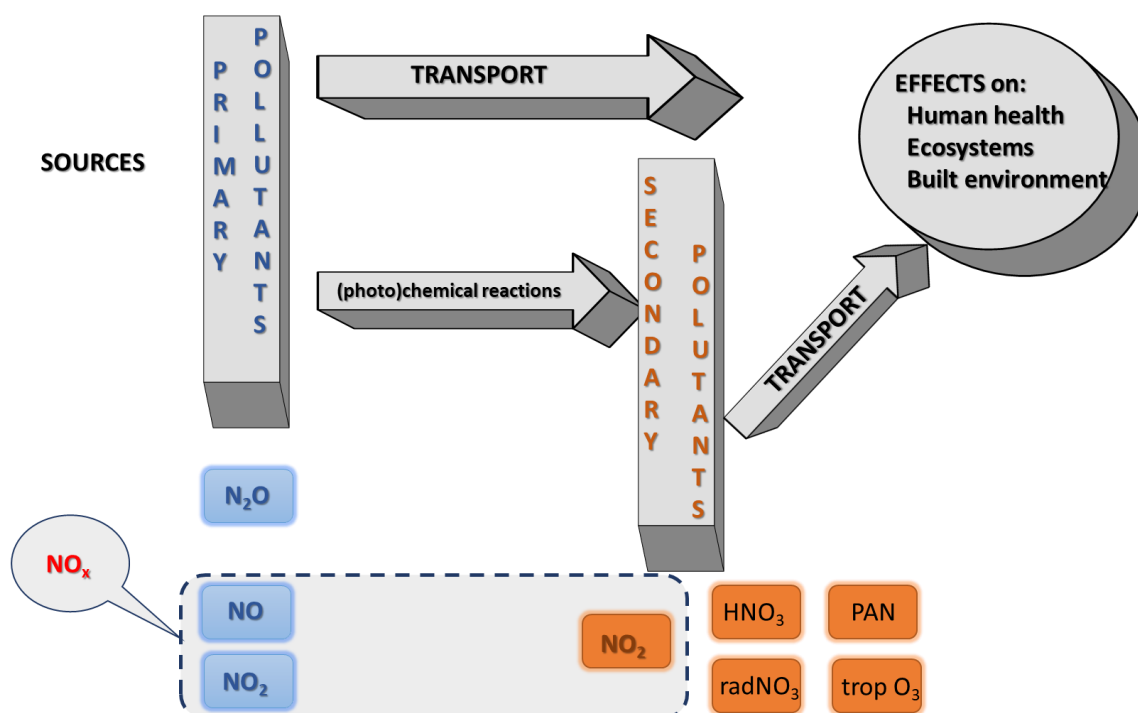 SOURCES
PRIMARY
POLLUTANTS
TRANSPORT
(photo)chemical reactions
SECONDARY
POLUTANTS
TRANSPORT
EFFECTS on:
Human health
Ecosystems
Built environment
N₂O
NOₓ
NO
NO₂
NO₂
HNO₃
PAN
radNO₃
trop O₃